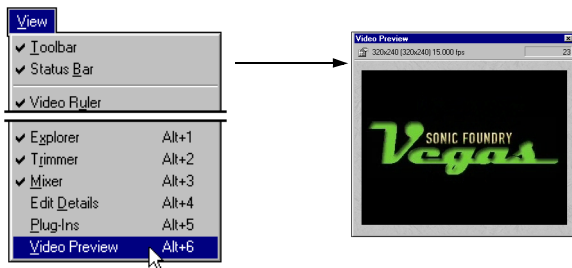 View
Toolbar
Status Bar
Video Ruler
Explorer Alt+1
Trimmer Alt+2
Mixer Alt+3
Edit Details Alt+4
Plug-Ins Alt+5
Video Preview Alt+6
Video Preview
320x240 (320x240) 15.000 fps 23
SONIC FOUNDRY
Vegas